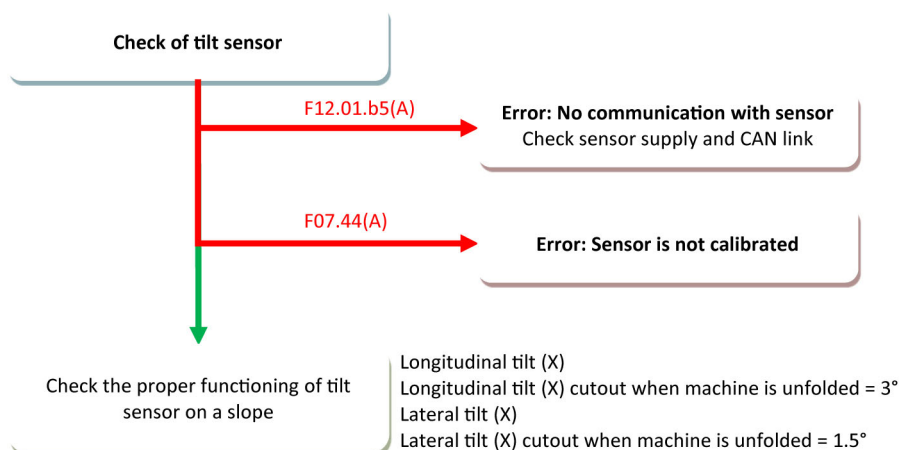 Check of tilt sensor
F12.01.b5(A)
Error: No communication with sensor
Check sensor supply and CAN link
F07.44(A)
Error: Sensor is not calibrated
Check the proper functioning of tilt
sensor on a slope
Longitudinal tilt (X)
Longitudinal tilt (X) cutout when machine is unfolded = 3°
Lateral tilt (X)
Lateral tilt (X) cutout when machine is unfolded = 1.5°